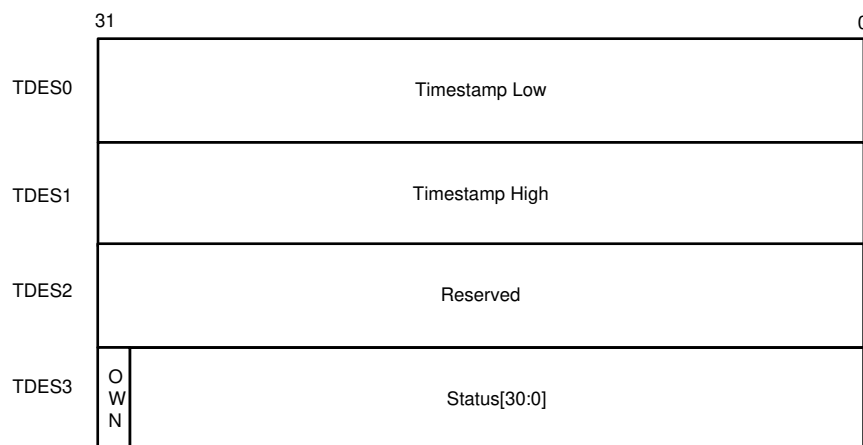 31 0
TDES0 Timestamp Low
TDES1 Timestamp High
TDES2 Reserved
TDES3 O W N Status[30:0]